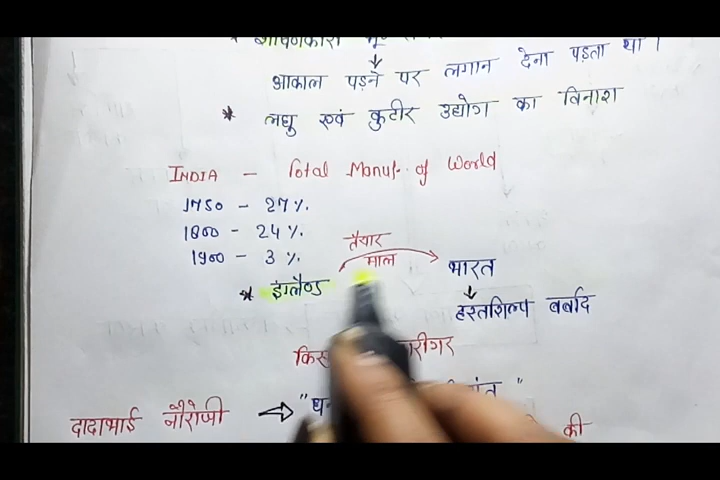 आकाल पड़ने पर लगान देना पड़ता था।
* लघु एवं कुटीर उद्योग का विनाश
INDIA - Total Manuf. of World
1750 - 27%.
1800 - 24%.
1900 - 3%.
तैयार
माल
* इंग्लैण्ड
भारत
हस्तशिल्प बर्बाद
दादाभाई नौरोजी
की